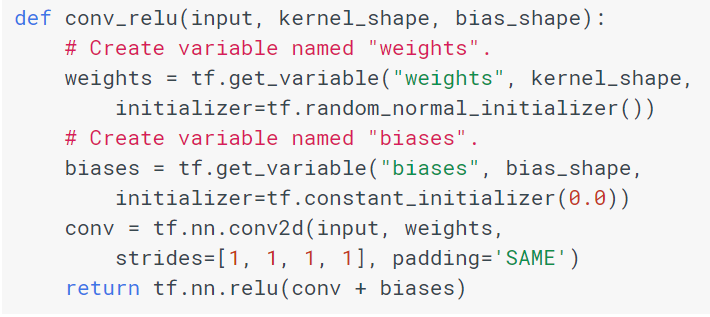 def conv_relu(input, kernel_shape, bias_shape):
    # Create variable named "weights".
    weights = tf.get_variable("weights", kernel_shape,
        initializer=tf.random_normal_initializer())
    # Create variable named "biases".
    biases = tf.get_variable("biases", bias_shape,
        initializer=tf.constant_initializer(0.0))
    conv = tf.nn.conv2d(input, weights,
        strides=[1, 1, 1, 1], padding='SAME')
    return tf.nn.relu(conv + biases)